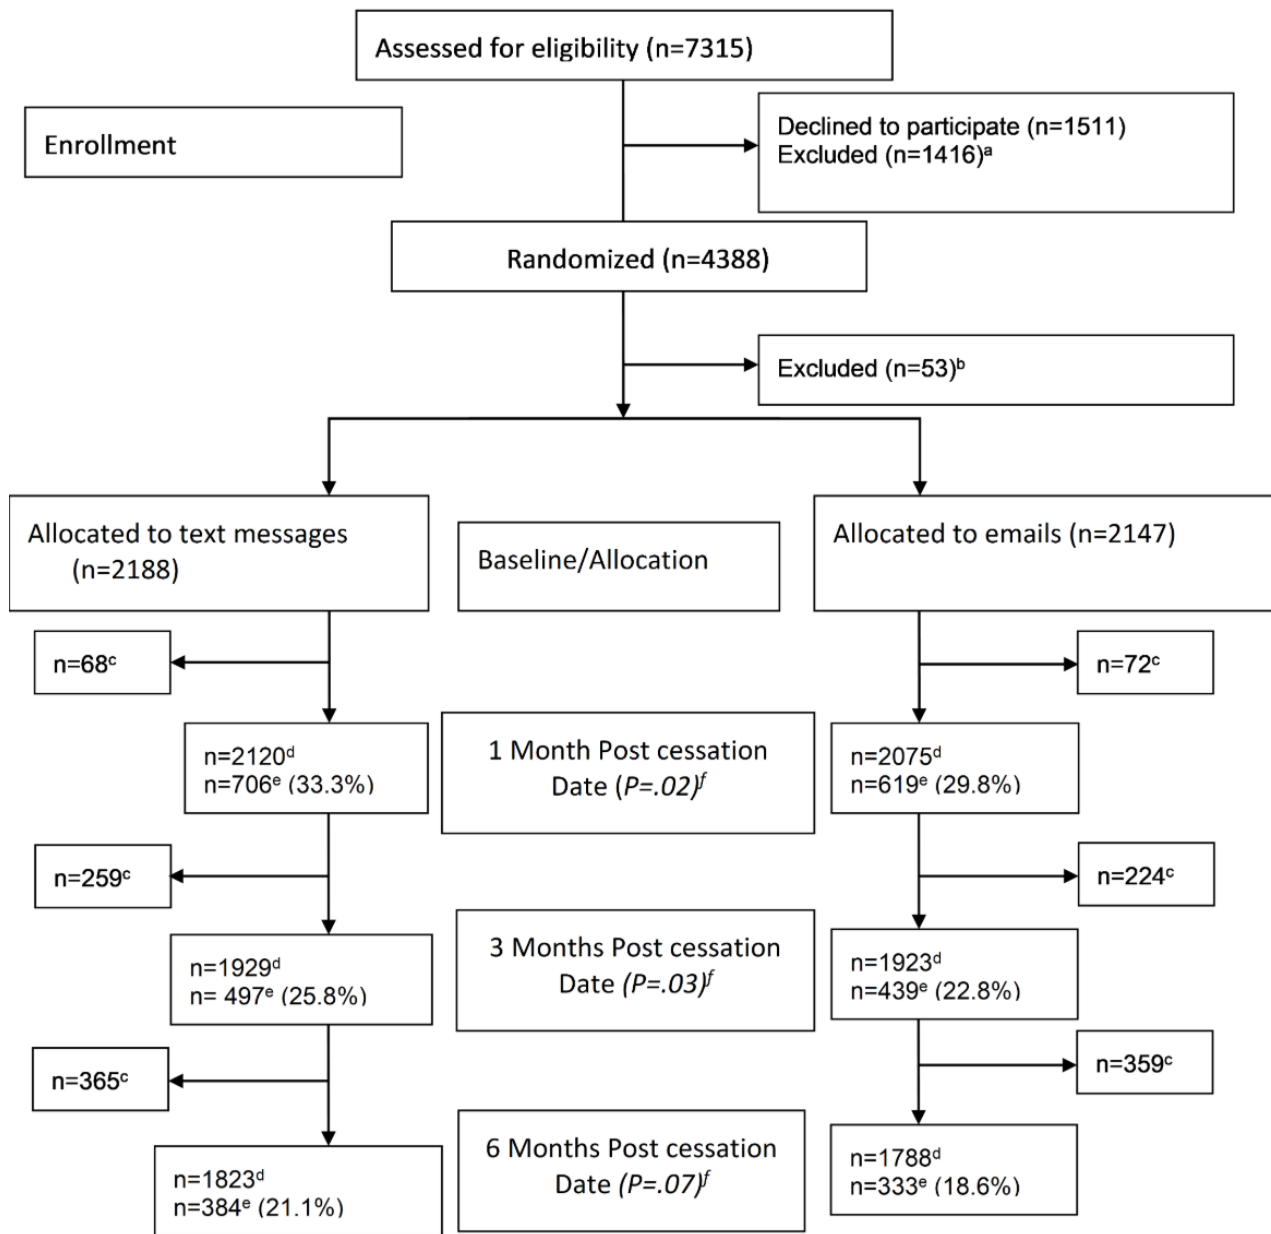 Assessed for eligibility (n=7315)
Enrollment
Declined to participate (n=1511)
Excluded (n=1416)ᵃ
Randomized (n=4388)
Excluded (n=53)ᵇ
Allocated to text messages
(n=2188)
Baseline/Allocation
Allocated to emails (n=2147)
n=68ᶜ
n=72ᶜ
n=2120ᵈ
n=706ᵉ (33.3%)
1 Month Post cessation
Date (P=.02)ᶠ
n=2075ᵈ
n=619ᵉ (29.8%)
n=259ᶜ
n=224ᶜ
n=1929ᵈ
n= 497ᵉ (25.8%)
3 Months Post cessation
Date (P=.03)ᶠ
n=1923ᵈ
n=439ᵉ (22.8%)
n=365ᶜ
n=359ᶜ
n=1823ᵈ
n=384ᵉ (21.1%)
6 Months Post cessation
Date (P=.07)ᶠ
n=1788ᵈ
n=333ᵉ (18.6%)